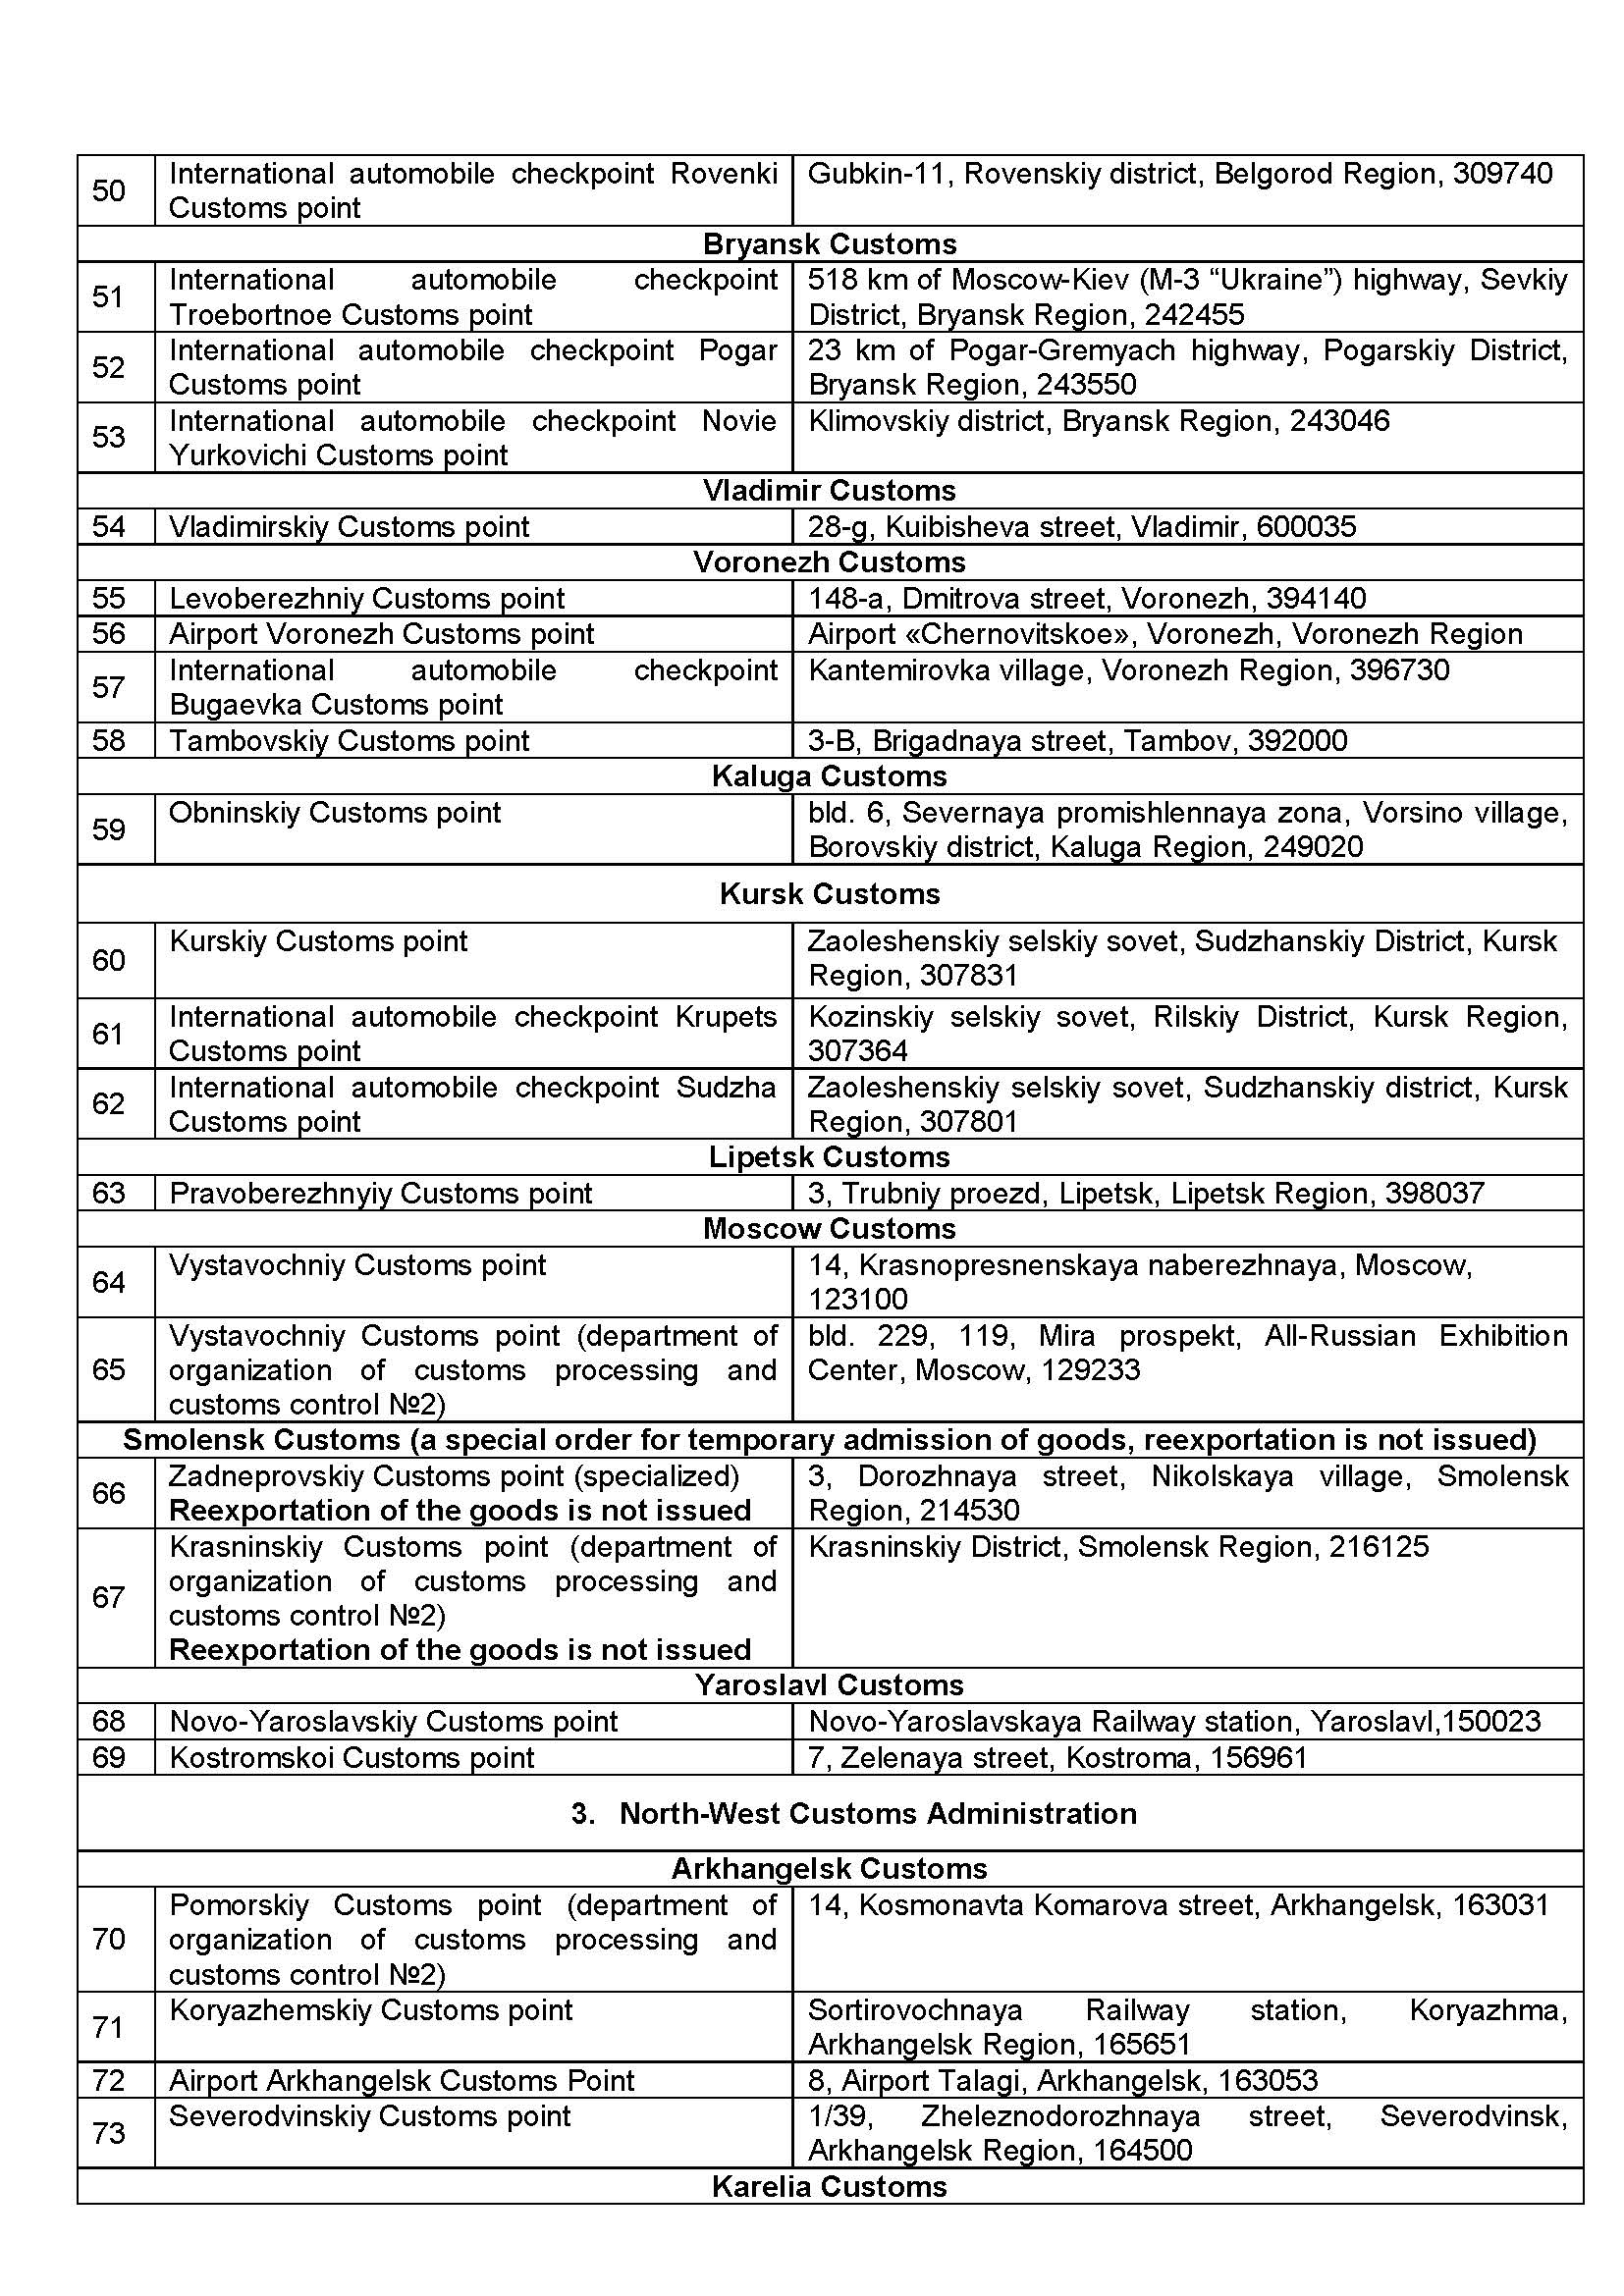 50
International automobile checkpoint Rovenki
Customs point
Gubkin-11, Rovenskiy district, Belgorod Region, 309740
Bryansk Customs
51
International automobile checkpoint
Troebortnoe Customs point
518 km of Moscow-Kiev (M-3 “Ukraine”) highway, Sevkiy
District, Bryansk Region, 242455
52
International automobile checkpoint Pogar
Customs point
23 km of Pogar-Gremyach highway, Pogarskiy District,
Bryansk Region, 243550
53
International automobile checkpoint Novie
Yurkovichi Customs point
Klimovskiy district, Bryansk Region, 243046
Vladimir Customs
54
Vladimirskiy Customs point
28-g, Kuibisheva street, Vladimir, 600035
Voronezh Customs
55
Levoberezhniy Customs point
148-a, Dmitrova street, Voronezh, 394140
56
Airport Voronezh Customs point
Airport «Chernovitskoe», Voronezh, Voronezh Region
57
International automobile checkpoint
Bugaevka Customs point
Kantemirovka village, Voronezh Region, 396730
58
Tambovskiy Customs point
3-B, Brigadnaya street, Tambov, 392000
Kaluga Customs
59
Obninskiy Customs point
bld. 6, Severnaya promishlennaya zona, Vorsino village,
Borovskiy district, Kaluga Region, 249020
Kursk Customs
60
Kurskiy Customs point
Zaoleshenskiy selskiy sovet, Sudzhanskiy District, Kursk
Region, 307831
61
International automobile checkpoint Krupets
Customs point
Kozinskiy selskiy sovet, Rilskiy District, Kursk Region,
307364
62
International automobile checkpoint Sudzha
Customs point
Zaoleshenskiy selskiy sovet, Sudzhanskiy district, Kursk
Region, 307801
Lipetsk Customs
63
Pravoberezhnyiy Customs point
3, Trubniy proezd, Lipetsk, Lipetsk Region, 398037
Moscow Customs
64
Vystavochniy Customs point
14, Krasnopresnenskaya naberezhnaya, Moscow,
123100
65
Vystavochniy Customs point (department of
organization of customs processing and
customs control №2)
bld. 229, 119, Mira prospekt, All-Russian Exhibition
Center, Moscow, 129233
Smolensk Customs (a special order for temporary admission of goods, reexportation is not issued)
66
Zadneprovskiy Customs point (specialized)
Reexportation of the goods is not issued
3, Dorozhnaya street, Nikolskaya village, Smolensk
Region, 214530
67
Krasninskiy Customs point (department of
organization of customs processing and
customs control №2)
Reexportation of the goods is not issued
Krasninskiy District, Smolensk Region, 216125
Yaroslavl Customs
68
Novo-Yaroslavskiy Customs point
Novo-Yaroslavskaya Railway station, Yaroslavl,150023
69
Kostromskoi Customs point
7, Zelenaya street, Kostroma, 156961
3. North-West Customs Administration
Arkhangelsk Customs
70
Pomorskiy Customs point (department of
organization of customs processing and
customs control №2)
14, Kosmonavta Komarova street, Arkhangelsk, 163031
71
Koryazhemskiy Customs point
Sortirovochnaya Railway station, Koryazhma,
Arkhangelsk Region, 165651
72
Airport Arkhangelsk Customs Point
8, Airport Talagi, Arkhangelsk, 163053
73
Severodvinskiy Customs point
1/39, Zheleznodorozhnaya street, Severodvinsk,
Arkhangelsk Region, 164500
Karelia Customs